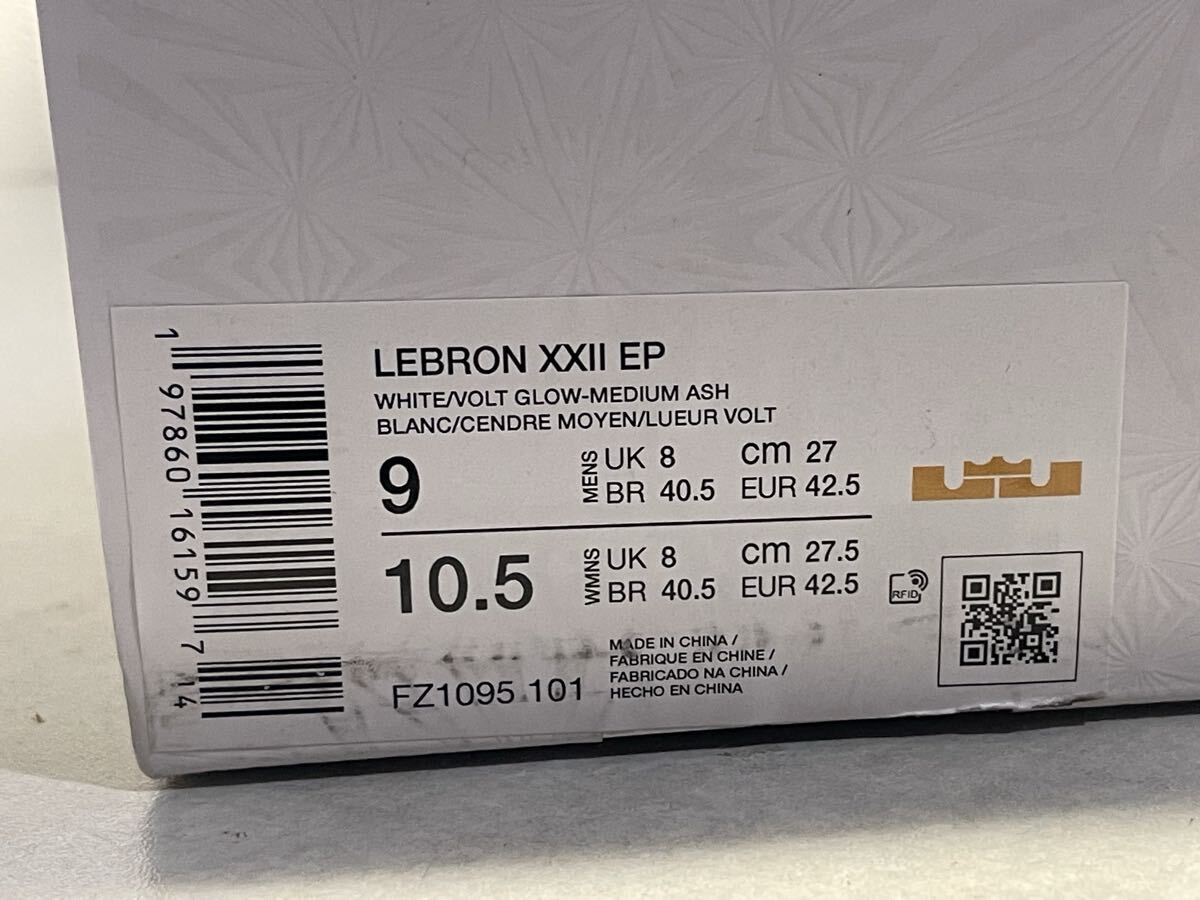 LEBRON XXII EP
WHITE/VOLT GLOW-MEDIUM ASH
BLANC/CENDRE MOYEN/LUEUR VOLT
9 MENS UK 8 cm 27
BR 40.5 EUR 42.5
10.5 WMNS UK 8 cm 27.5
BR 40.5 EUR 42.5
RFID
MADE IN CHINA /
FABRIQUE EN CHINE /
FABRICADO NA CHINA /
HECHO EN CHINA
FZ1095 101
1 97860 16159 7 14